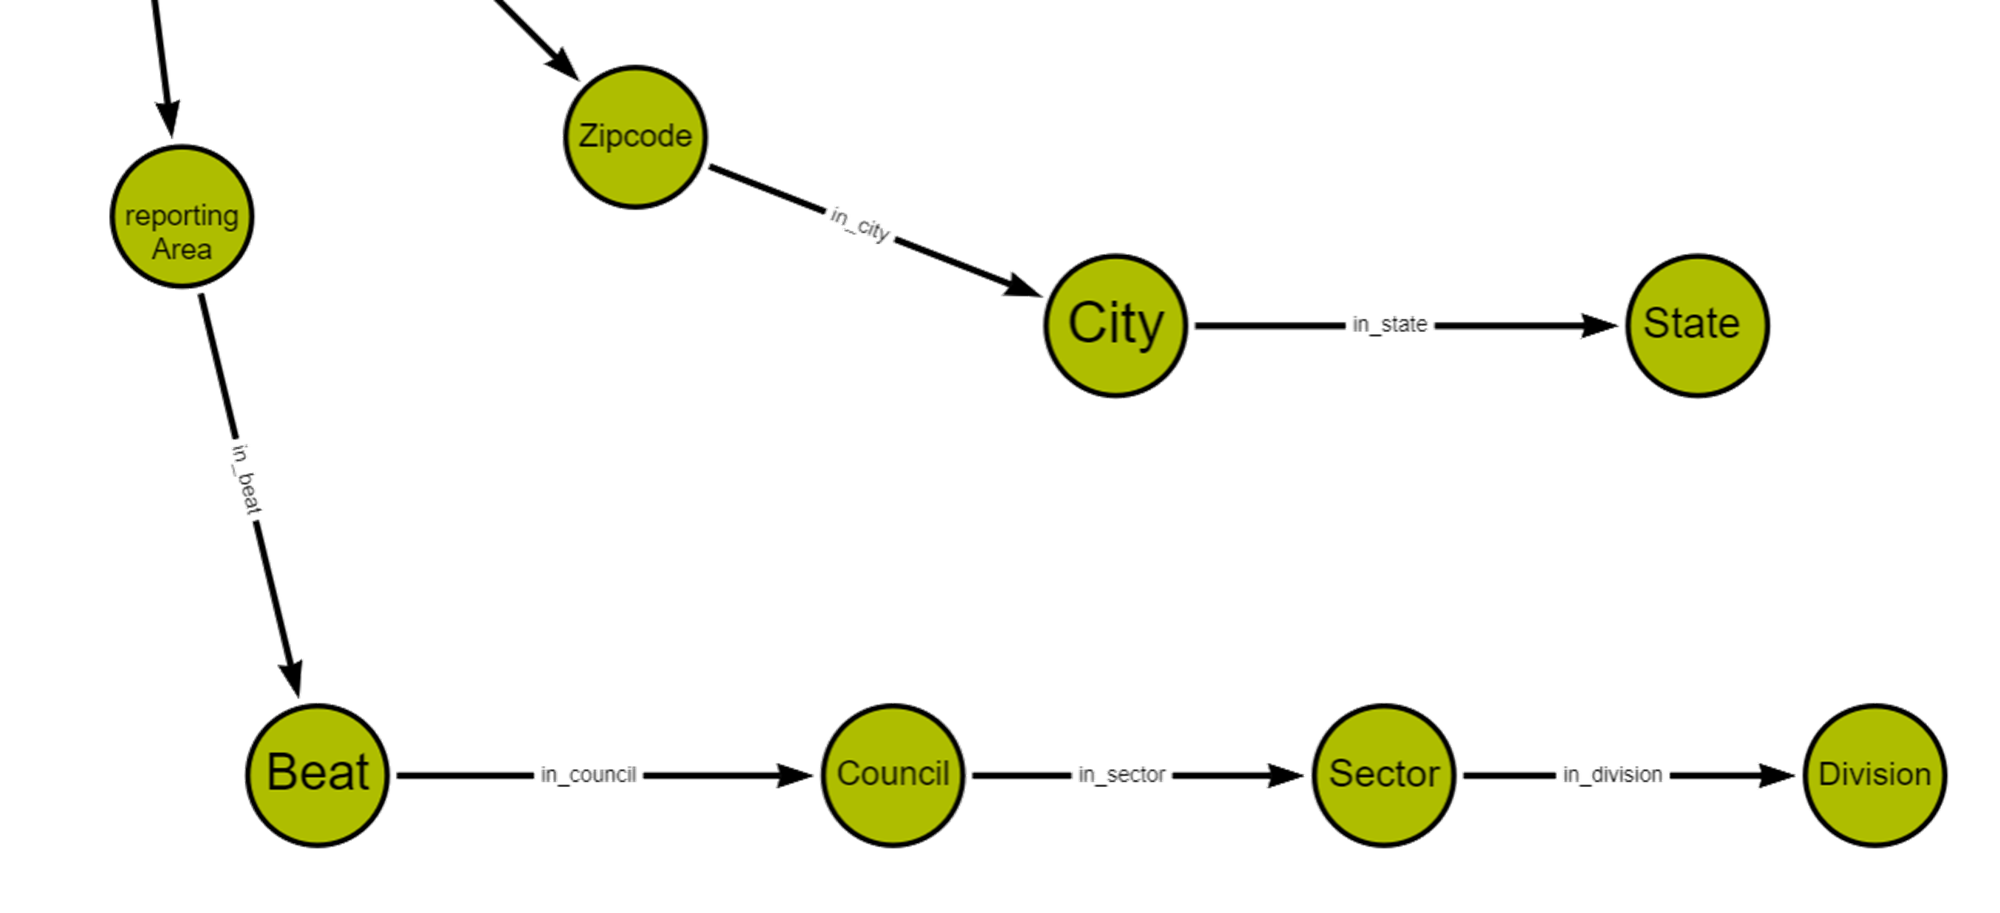 Zipcode
reporting
Area
in_city
City
in_state
State
in_beat
Beat
in_council
Council
in_sector
Sector
in_division
Division